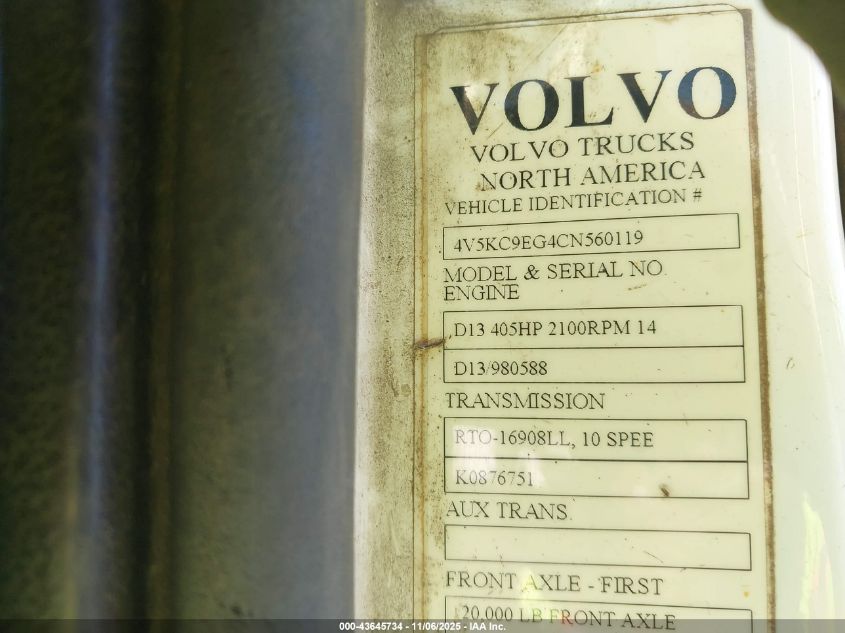 VOLVO
VOLVO TRUCKS
NORTH AMERICA
VEHICLE IDENTIFICATION #
4V5KC9EG4CN560119
MODEL & SERIAL NO.
ENGINE
D13 405HP 2100RPM 14
D13/980588
TRANSMISSION
RTO-16908LL, 10 SPEE
K0876751
AUX TRANS.
FRONT AXLE - FIRST
20,000 LB FRONT AXLE
000-43645734 - 11/06/2025 - IAA Inc.